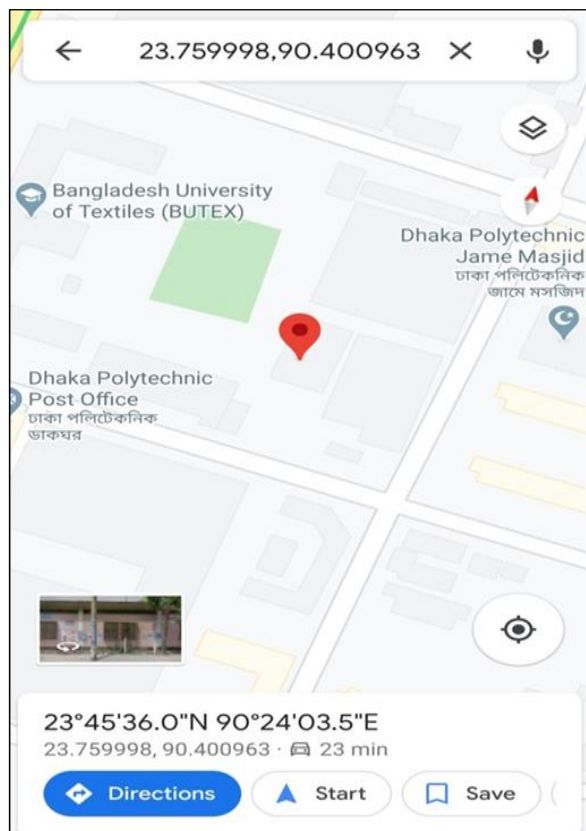 23.759998,90.400963
Bangladesh University
of Textiles (BUTEX)
Dhaka Polytechnic
Jame Masjid
ঢাকা পলিটেকনিক
জামে মসজিদ
Dhaka Polytechnic
Post Office
ঢাকা পলিটেকনিক
ডাকঘর
23°45'36.0"N 90°24'03.5"E
23.759998, 90.400963 · 23 min
Directions
Start
Save